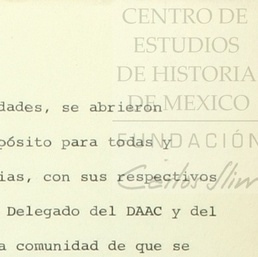 CENTRO DE
ESTUDIOS
DE HISTORIA
DE MEXICO
FUNDACIÓN
Carlos Slim
dades, se abrieron
pósito para todas y
ias, con sus respectivos
Delegado del DAAC y del
a comunidad de que se